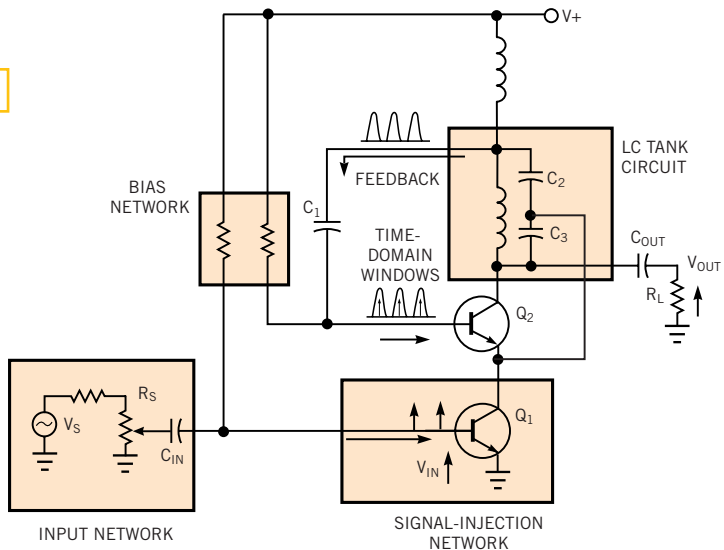 V+
LC TANK
CIRCUIT
FEEDBACK
C2
BIAS
NETWORK
C1
C3
TIME-
DOMAIN
WINDOWS
COUT
VOUT
RL
Q2
RS
VS
CIN
Q1
VIN
INPUT NETWORK
SIGNAL-INJECTION
NETWORK